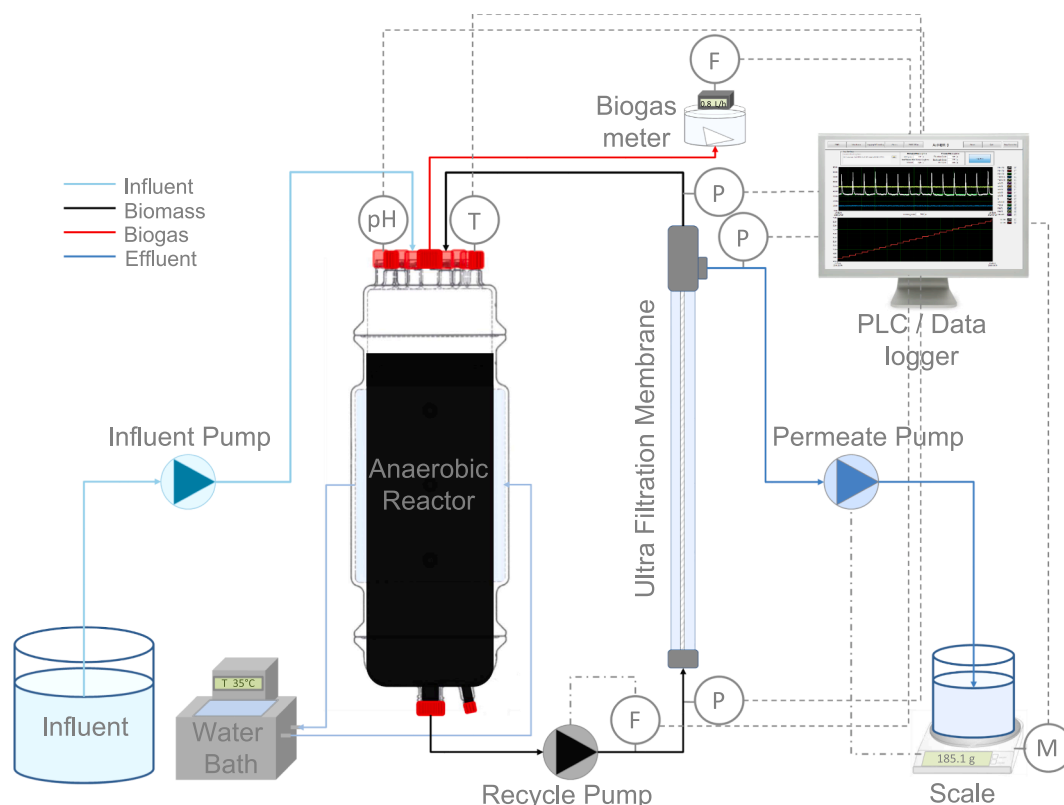 F
0.8 L/h
Biogas
meter
Influent
Biomass
Biogas
Effluent
pH
T
P
P
PLC / Data
logger
Ultra Filtration Membrane
Influent Pump
Permeate Pump
Anaerobic
Reactor
T 35°C
Influent
Water
Bath
F
P
M
185.1 g
Recycle Pump
Scale